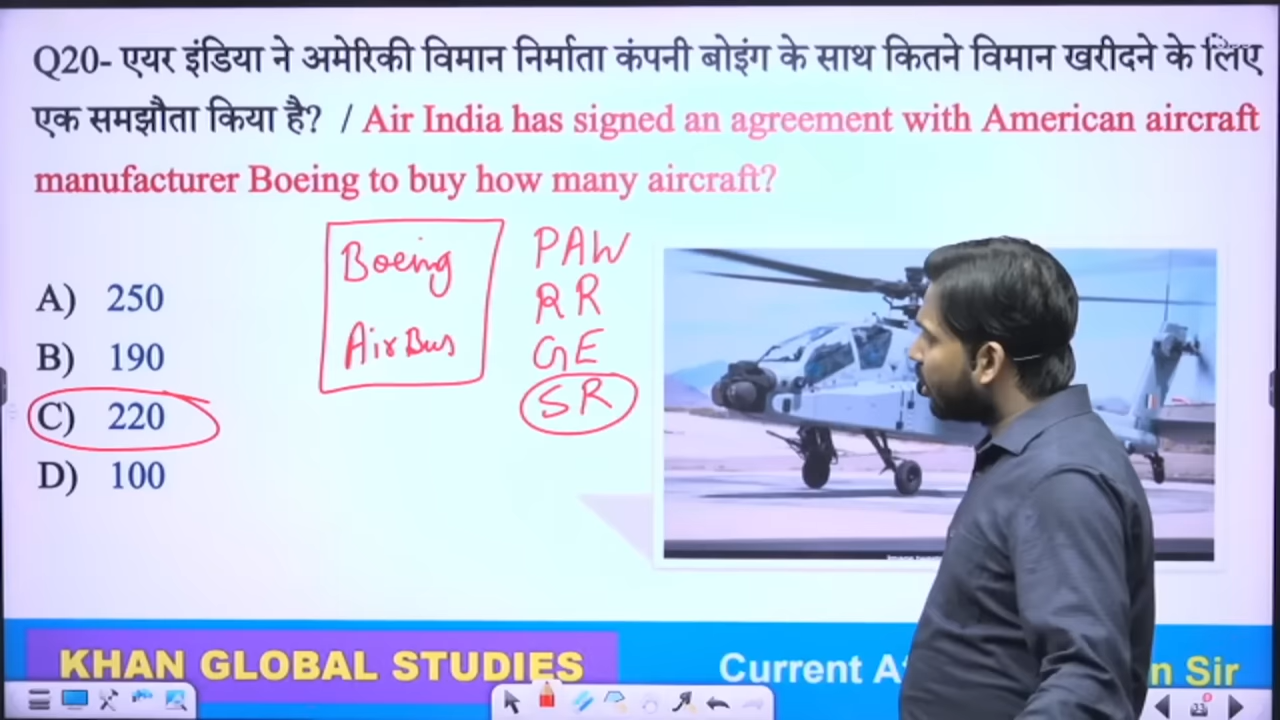 Q20- एयर इंडिया ने अमेरिकी विमान निर्माता कंपनी बोइंग के साथ कितने विमान खरीदने के लिए
एक समझौता किया है? / Air India has signed an agreement with American aircraft
manufacturer Boeing to buy how many aircraft?
A) 250
B) 190
C) 220
D) 100
Boeing
AirBus
PAW
RR
GE
SR
KHAN GLOBAL STUDIES
Current A
n Sir